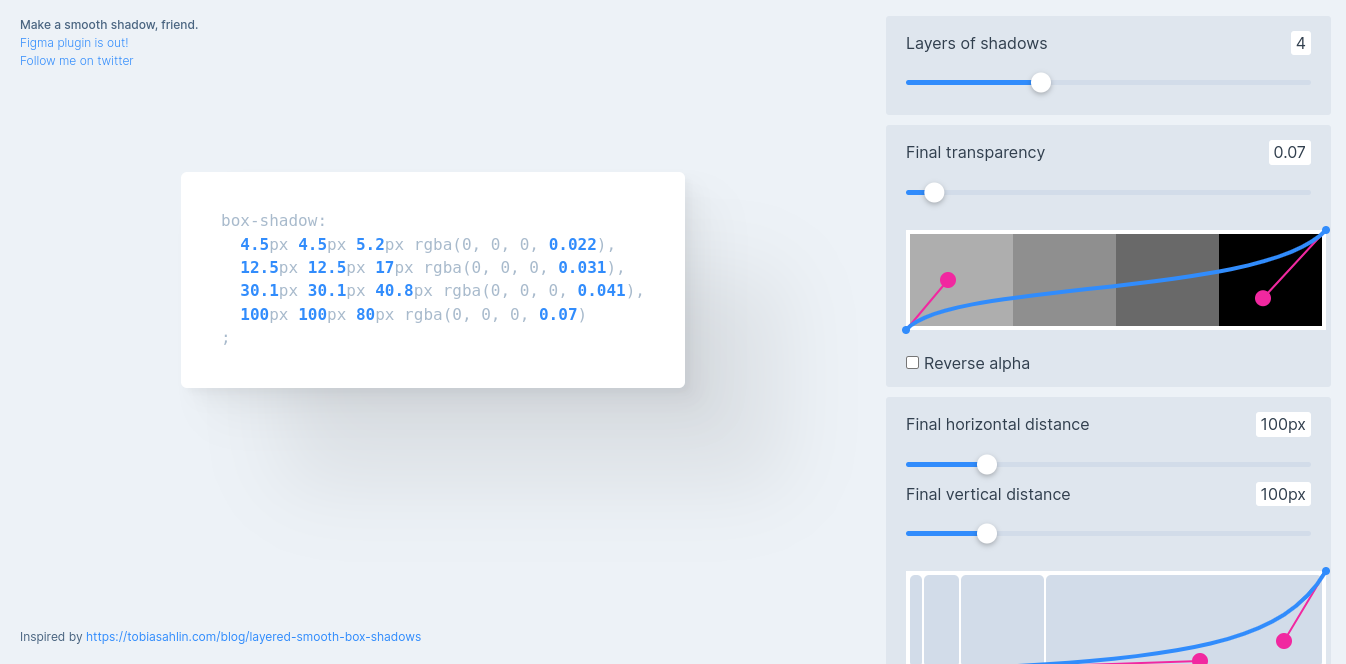 Make a smooth shadow, friend.
Figma plugin is out!
Follow me on twitter
box-shadow:
4.5px 4.5px 5.2px rgba(0, 0, 0, 0.022),
12.5px 12.5px 17px rgba(0, 0, 0, 0.031),
30.1px 30.1px 40.8px rgba(0, 0, 0, 0.041),
100px 100px 80px rgba(0, 0, 0, 0.07)
;
Inspired by https://tobiasahlin.com/blog/layered-smooth-box-shadows
Layers of shadows 4
Final transparency 0.07
Reverse alpha
Final horizontal distance 100px
Final vertical distance 100px